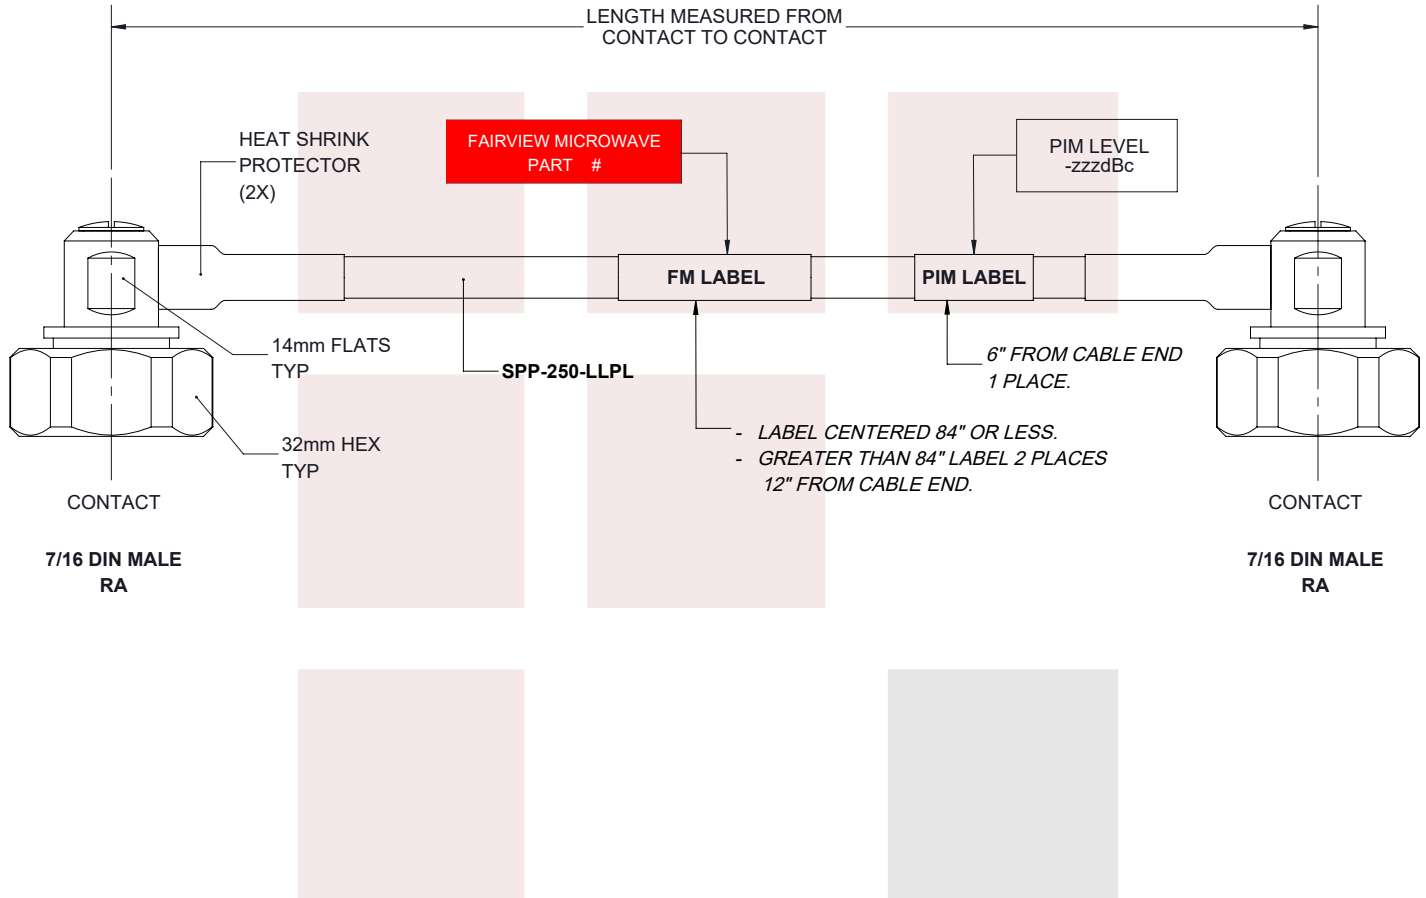 LENGTH MEASURED FROM
CONTACT TO CONTACT
HEAT SHRINK
PROTECTOR
(2X)
FAIRVIEW MICROWAVE
PART #
PIM LEVEL
-zzzdBc
FM LABEL
PIM LABEL
14mm FLATS
TYP
SPP-250-LLPL
6" FROM CABLE END
1 PLACE.
32mm HEX
TYP
- LABEL CENTERED 84" OR LESS.
- GREATER THAN 84" LABEL 2 PLACES
12" FROM CABLE END.
CONTACT
7/16 DIN MALE
RA
CONTACT
7/16 DIN MALE
RA